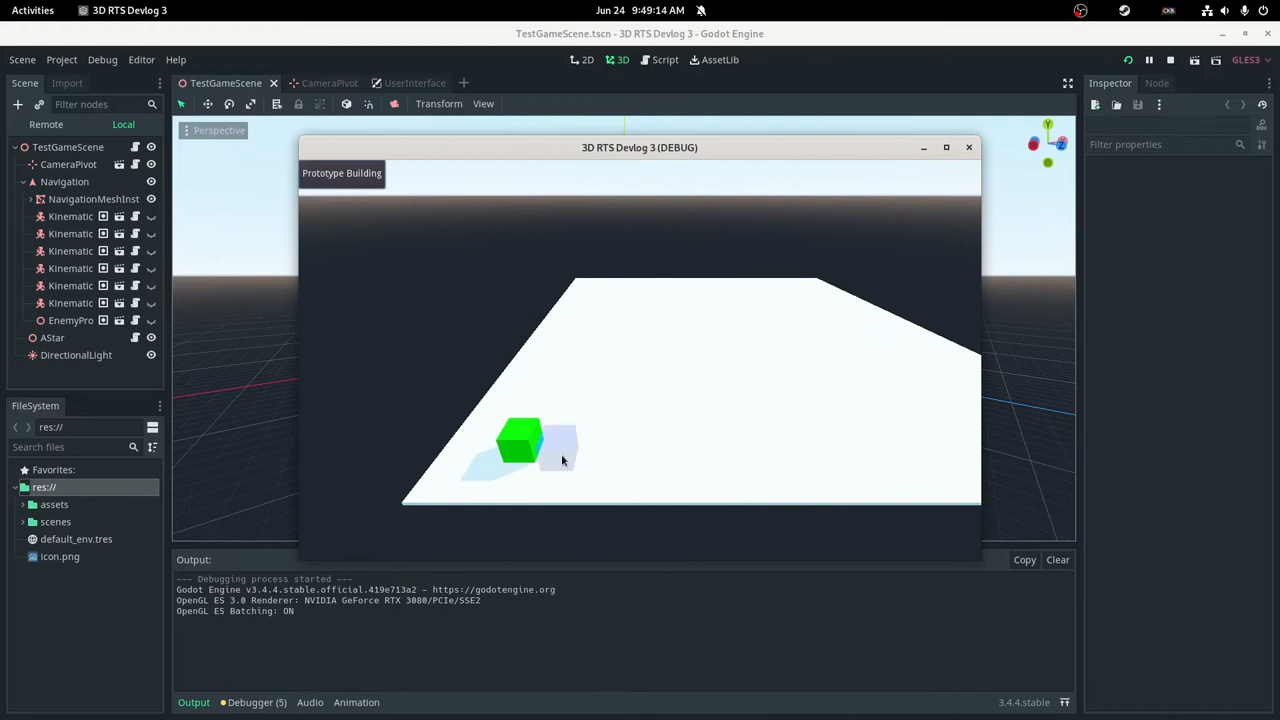 Activities
3D RTS Devlog 3
Jun 24 9:49:14 AM
CKB
TestGameScene.tscn - 3D RTS Devlog 3 - Godot Engine
Scene Project Debug Editor Help
2D 3D Script AssetLib
GLES3
Scene Import
TestGameScene
CameraPivot
UserInterface
Inspector Node
Filter nodes
Transform View
Remote Local
Perspective
Y
Z
Filter properties
TestGameScene
CameraPivot
Navigation
NavigationMeshInst
Kinematic
Kinematic
Kinematic
Kinematic
Kinematic
Kinematic
EnemyPro
AStar
DirectionalLight
3D RTS Devlog 3 (DEBUG)
Prototype Building
FileSystem
res://
Search files
Favorites:
res://
assets
scenes
default_env.tres
icon.png
Output:
Copy Clear
--- Debugging process started ---
Godot Engine v3.4.4.stable.official.419e713a2 - https://godotengine.org
OpenGL ES 3.0 Renderer: NVIDIA GeForce RTX 3080/PCIe/SSE2
OpenGL ES Batching: ON
Output Debugger (5) Audio Animation
3.4.4.stable